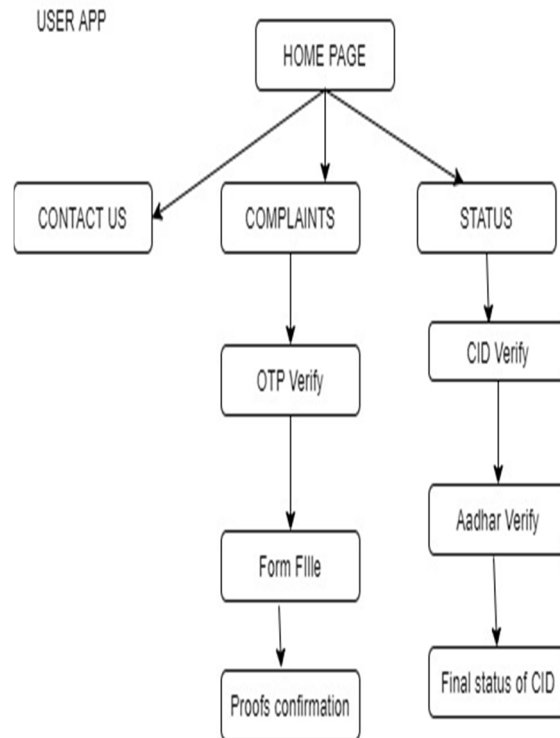 USER APP
HOME PAGE
CONTACT US
COMPLAINTS
STATUS
CID Verify
OTP Verify
Aadhar Verify
Form FIlle
Final status of CID
Proofs confirmation